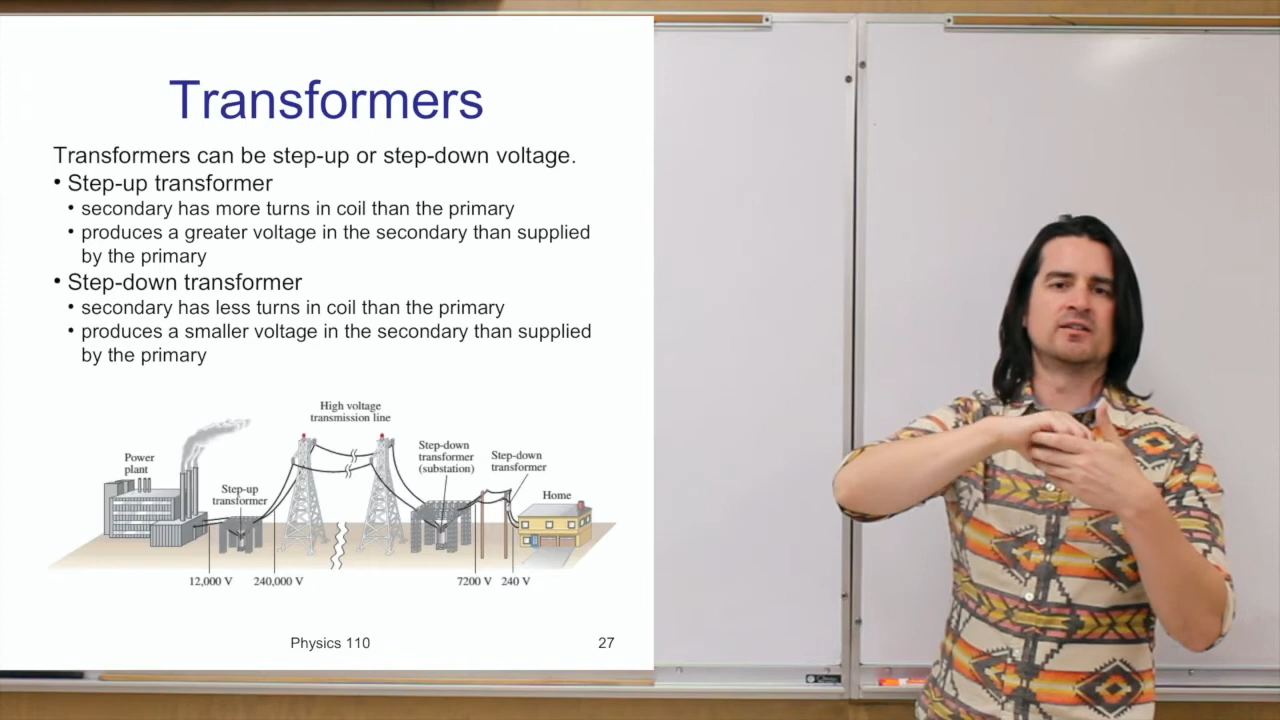 Transformers
Transformers can be step-up or step-down voltage.
• Step-up transformer
• secondary has more turns in coil than the primary
• produces a greater voltage in the secondary than supplied
by the primary
• Step-down transformer
• secondary has less turns in coil than the primary
• produces a smaller voltage in the secondary than supplied
by the primary
High voltage
transmission line
Power
plant
Step-up
transformer
Step-down
transformer
(substation)
Step-down
transformer
Home
12,000 V
240,000 V
7200 V
240 V
Physics 110
27